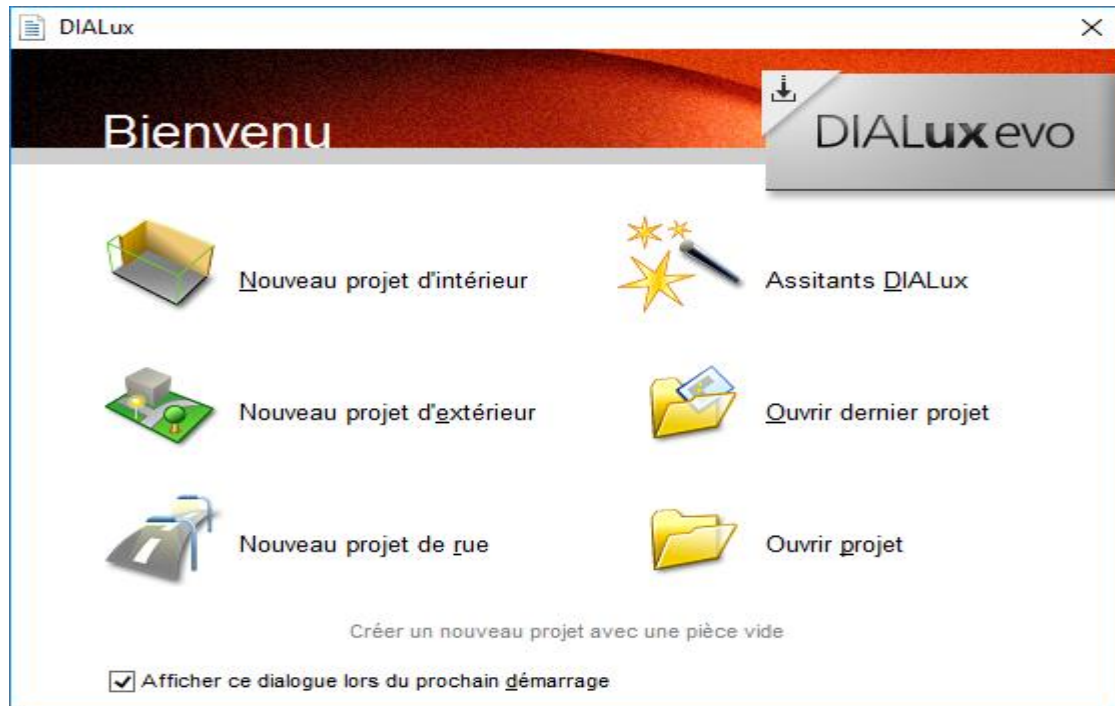 DIALux
Bienvenu
DIALux evo
Nouveau projet d'intérieur
Assitants DIALux
Nouveau projet d'extérieur
Ouvrir dernier projet
Nouveau projet de rue
Ouvrir projet
Créer un nouveau projet avec une pièce vide
Afficher ce dialogue lors du prochain démarrage